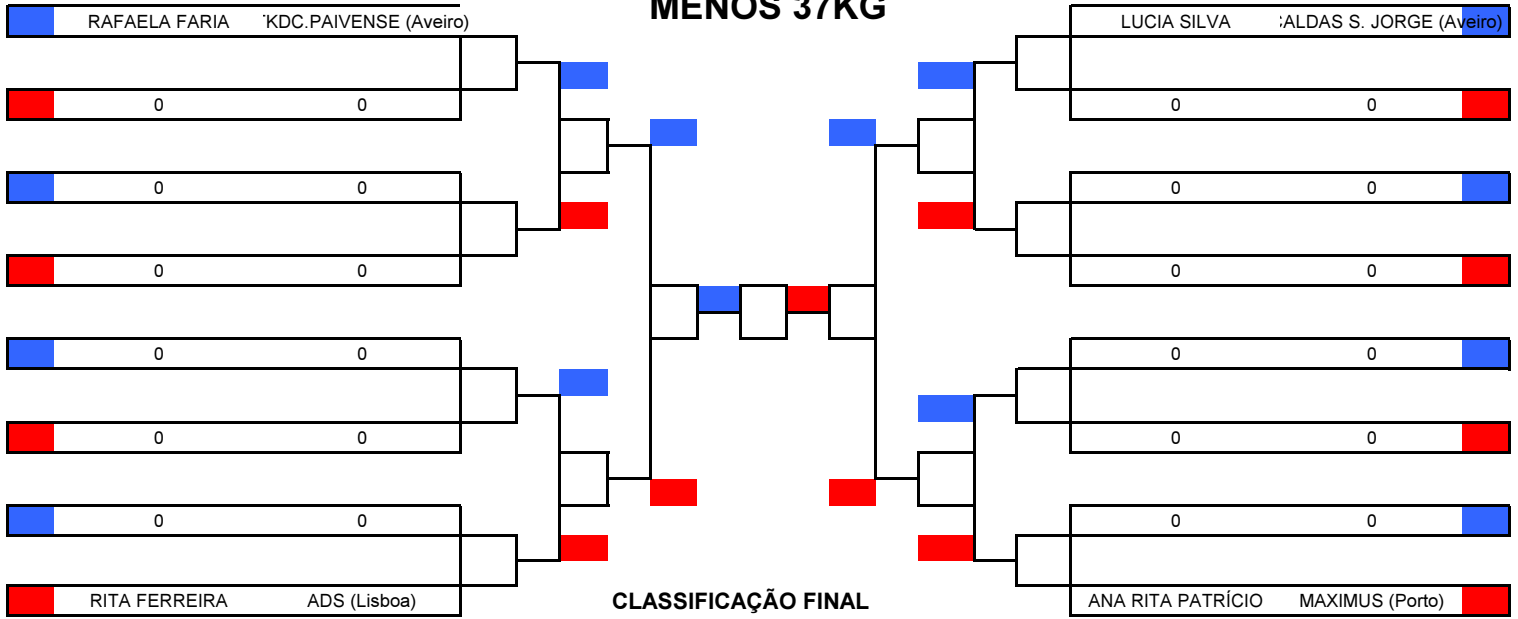 MENOS 37KG
RAFAELA FARIA KDC.PAIVENSE (Aveiro) LUCIA SILVA ALDAS S. JORGE (Aveiro)
0 0 0 0
0 0 0 0
0 0 0 0
0 0 0 0
0 0 0 0
0 0 0 0
RITA FERREIRA ADS (Lisboa) CLASSIFICAÇÃO FINAL ANA RITA PATRÍCIO MAXIMUS (Porto)